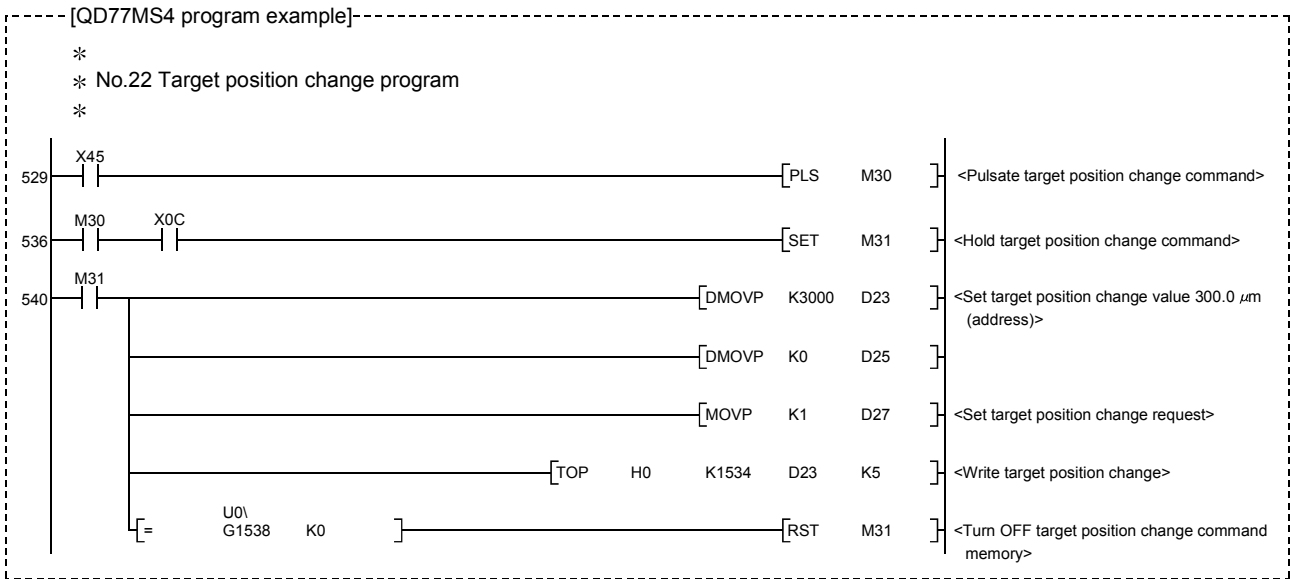 [QD77MS4 program example]
*
* No.22 Target position change program
*
X45
529 [PLS M30 ] <Pulsate target position change command>
M30 X0C
536 [SET M31 ] <Hold target position change command>
M31
540 [DMOVP K3000 D23 ] <Set target position change value 300.0 μm
(address)>
[DMOVP K0 D25 ]
[MOVP K1 D27 ] <Set target position change request>
[TOP H0 K1534 D23 K5 ] <Write target position change>
U0\
[= G1538 K0 ] [RST M31 ] <Turn OFF target position change command
memory>